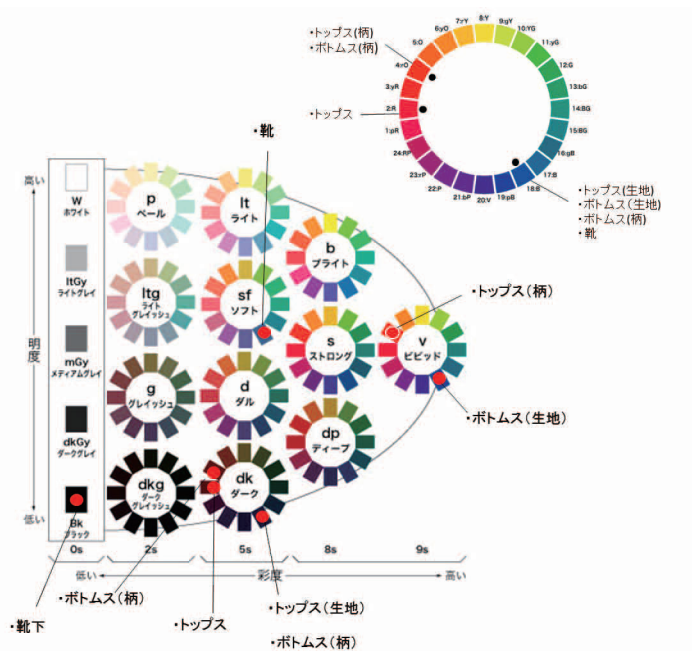 ・トップス(柄)
・ボトムス(柄)
・トップス
5:O
6:yO
7:rY
8:Y
9:gY
10:YG
11:yG
12:G
13:bG
14:BG
15:BG
16:gB
17:B
18:B
19:pB
20:V
21:bP
22:P
23:rP
24:RP
1:pR
2:R
3:yR
4:rO
・トップス(生地)
・ボトムス(生地)
・ボトムス(柄)
・靴
・靴
高い
明度
低い
W
ホワイト
ltGy
ライトグレイ
mGy
メディアムグレイ
dkGy
ダークグレイ
Bk
ブラック
p
ペール
ltg
ライト
グレイッシュ
g
グレイッシュ
dkg
ダーク
グレイッシュ
lt
ライト
sf
ソフト
d
ダル
dk
ダーク
b
ブライト
s
ストロング
dp
ディープ
v
ビビッド
・トップス(柄)
・ボトムス(生地)
0s
2s
5s
8s
9s
低い
彩度
高い
・靴下
・ボトムス(柄)
・トップス
・トップス(生地)
・ボトムス(柄)